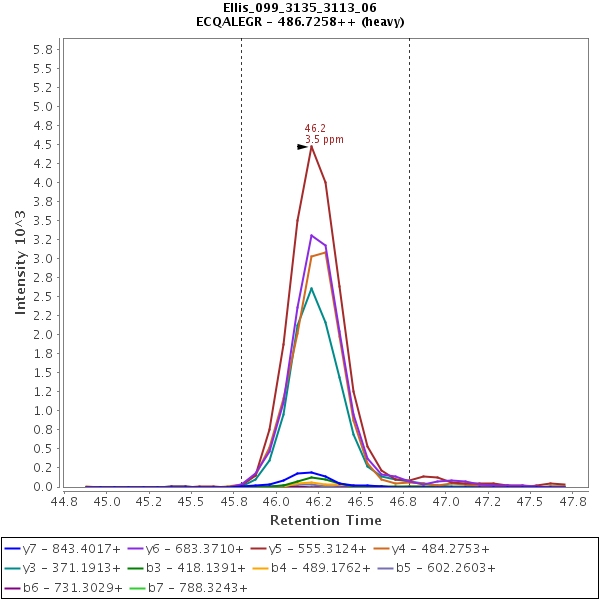 Ellis_099_3135_3113_06
ECQALEGR - 486.7258++ (heavy)
46.2
3.5 ppm
Intensity 10^3
5.8
5.5
5.2
5.0
4.8
4.5
4.2
4.0
3.8
3.5
3.2
3.0
2.8
2.5
2.2
2.0
1.8
1.5
1.2
1.0
0.8
0.5
0.2
0.0
44.8 45.0 45.2 45.5 45.8 46.0 46.2 46.5 46.8 47.0 47.2 47.5 47.8
Retention Time
y7 - 843.4017+ y6 - 683.3710+ y5 - 555.3124+ y4 - 484.2753+
y3 - 371.1913+ b3 - 418.1391+ b4 - 489.1762+ b5 - 602.2603+
b6 - 731.3029+ b7 - 788.3243+